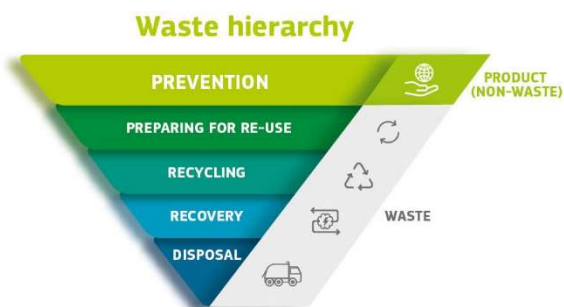 Waste hierarchy
PREVENTION
PRODUCT
(NON-WASTE)
PREPARING FOR RE-USE
RECYCLING
RECOVERY
WASTE
DISPOSAL